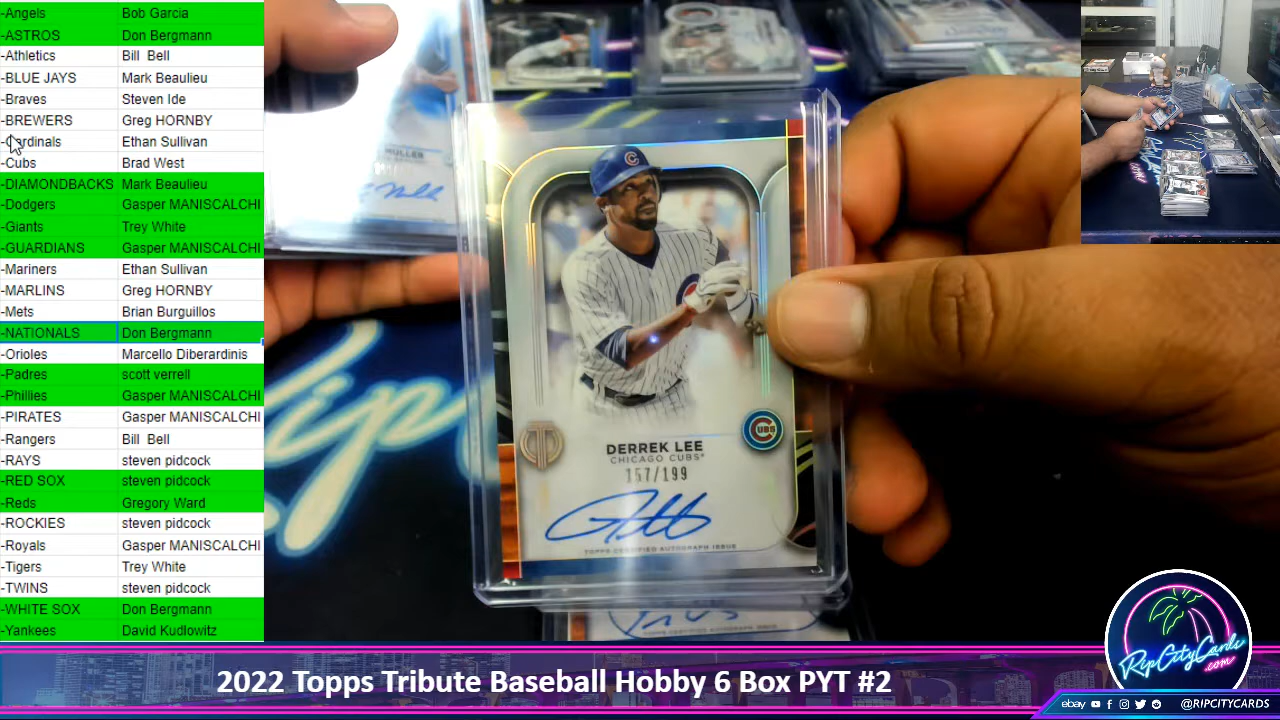 -Angels Bob Garcia
-ASTROS Don Bergmann
-Athletics Bill Bell
-BLUE JAYS Mark Beaulieu
-Braves Steven Ide
-BREWERS Greg HORNBY
-Cardinals Ethan Sullivan
-Cubs Brad West
-DIAMONDBACKS Mark Beaulieu
-Dodgers Gasper MANISCALCHI
-Giants Trey White
-GUARDIANS Gasper MANISCALCHI
-Mariners Ethan Sullivan
-MARLINS Greg HORNBY
-Mets Brian Burguillos
-NATIONALS Don Bergmann
-Orioles Marcello Diberardinis
-Padres scott verrell
-Phillies Gasper MANISCALCHI
-PIRATES Gasper MANISCALCHI
-Rangers Bill Bell
-RAYS steven pidcock
-RED SOX steven pidcock
-Reds Gregory Ward
-ROCKIES steven pidcock
-Royals Gasper MANISCALCHI
-Tigers Trey White
-TWINS steven pidcock
-WHITE SOX Don Bergmann
-Yankees David Kudlowitz
C
CUBS
DERREK LEE
CHICAGO CUBS
157/199
TOPPS CERTIFIED AUTOGRAPH ISSUE
2022 Topps Tribute Baseball Hobby 6 Box PYT #2
RipCityCards
.com
ebay @RIPCITYCARDS